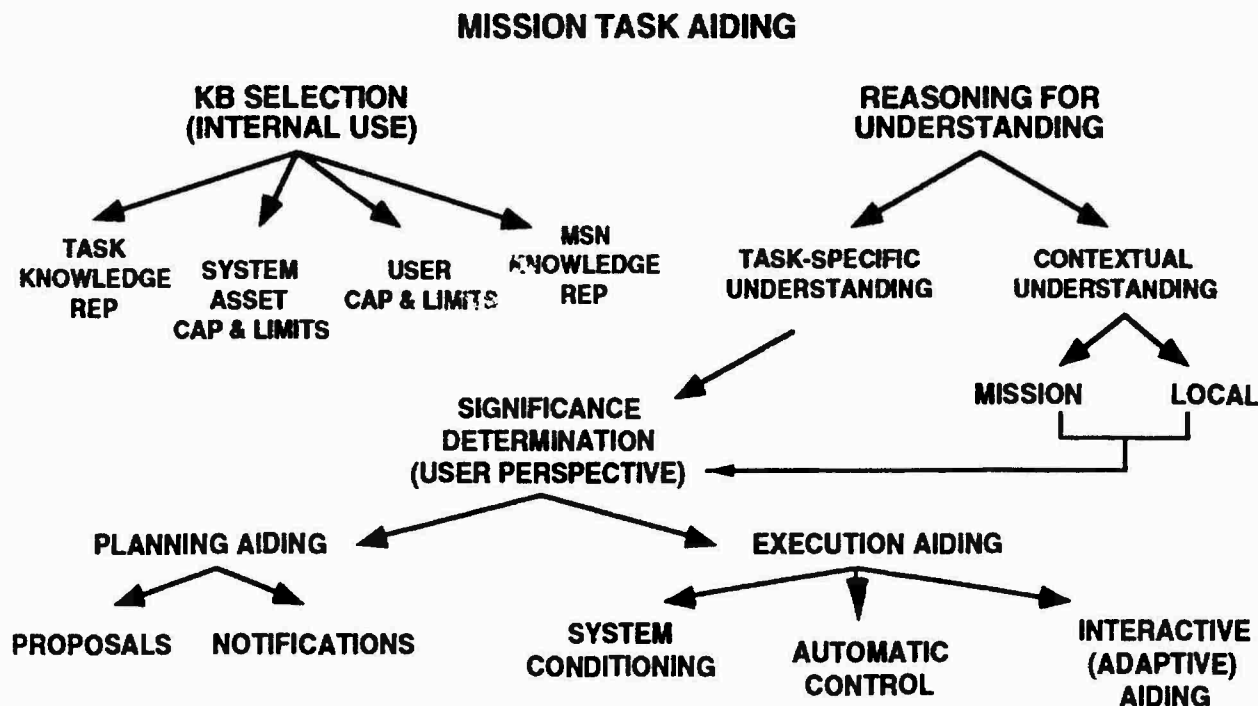 MISSION TASK AIDING
KB SELECTION
(INTERNAL USE)
REASONING FOR
UNDERSTANDING
TASK
KNOWLEDGE
REP
SYSTEM
ASSET
CAP & LIMITS
USER
CAP & LIMITS
MSN
KNOWLEDGE
REP
TASK-SPECIFIC
UNDERSTANDING
CONTEXTUAL
UNDERSTANDING
MISSION
LOCAL
SIGNIFICANCE
DETERMINATION
(USER PERSPECTIVE)
PLANNING AIDING
EXECUTION AIDING
PROPOSALS
NOTIFICATIONS
SYSTEM
CONDITIONING
AUTOMATIC
CONTROL
INTERACTIVE
(ADAPTIVE)
AIDING